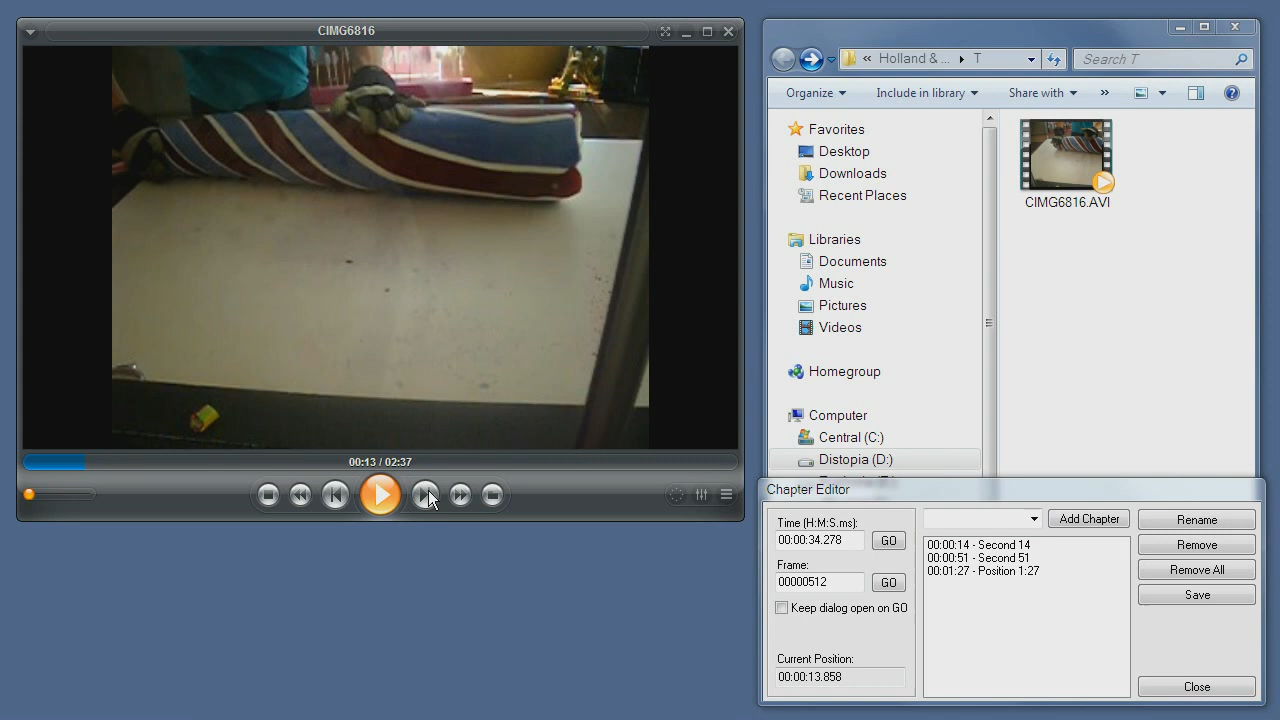 CIMG6816
00:13 / 02:37
« Holland & ... T
Search T
Organize
Include in library
Share with
»
Favorites
Desktop
Downloads
Recent Places
Libraries
Documents
Music
Pictures
Videos
Homegroup
Computer
Central (C:)
Distopia (D:)
CIMG6816.AVI
Chapter Editor
Time (H:M:S.ms):
00:00:34.278
GO
Frame:
00000512
GO
Keep dialog open on GO
Current Position:
00:00:13.858
Add Chapter
00:00:14 - Second 14
00:00:51 - Second 51
00:01:27 - Position 1:27
Rename
Remove
Remove All
Save
Close